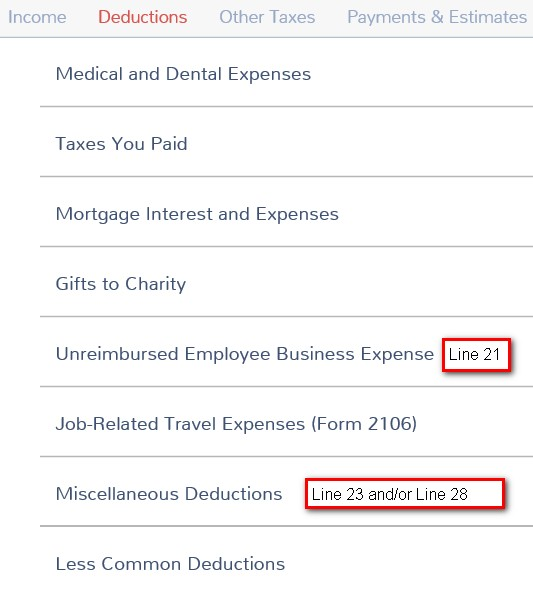 Income Deductions Other Taxes Payments & Estimates
Medical and Dental Expenses
Taxes You Paid
Mortgage Interest and Expenses
Gifts to Charity
Unreimbursed Employee Business Expense Line 21
Job-Related Travel Expenses (Form 2106)
Miscellaneous Deductions Line 23 and/or Line 28
Less Common Deductions